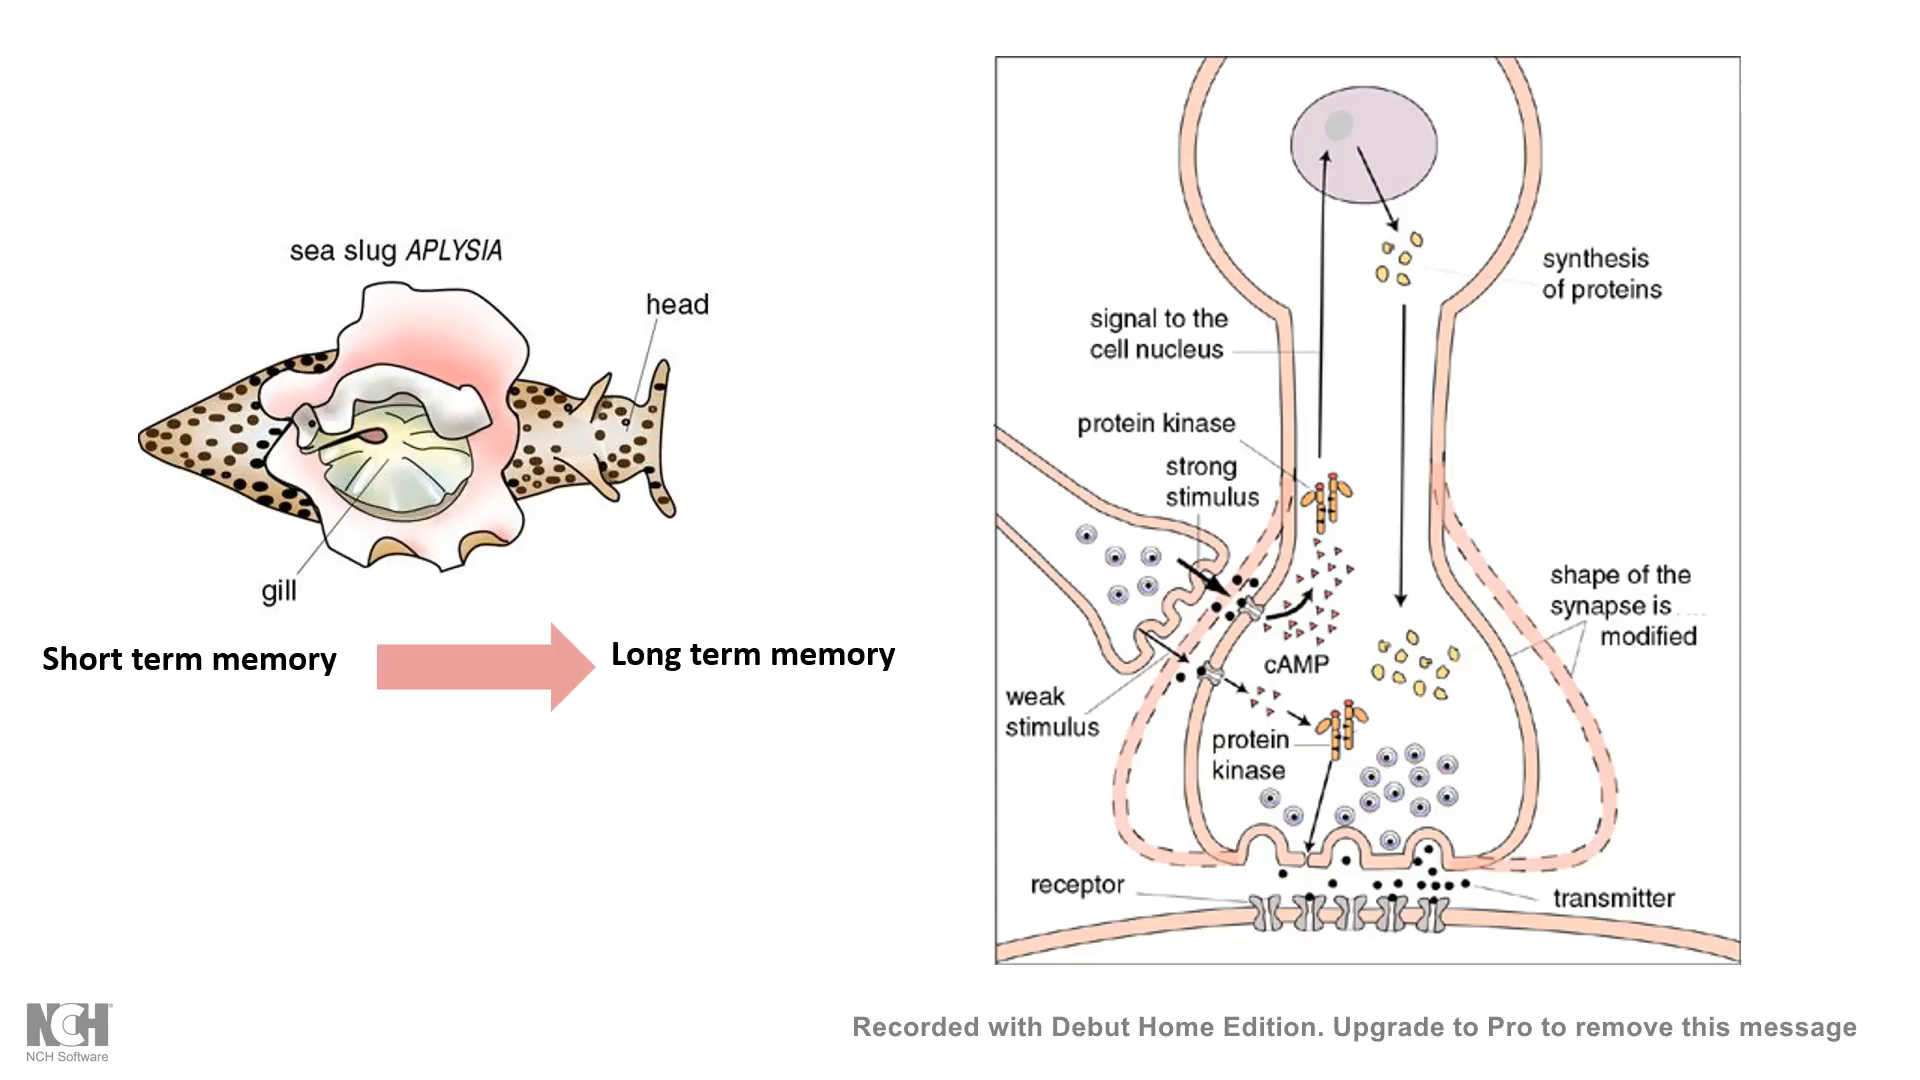 sea slug APLYSIA
head
gill
Short term memory
Long term memory
synthesis
of proteins
signal to the
cell nucleus
protein kinase
strong
stimulus
shape of the
synapse is
modified
cAMP
weak
stimulus
protein
kinase
receptor
transmitter
NCH
NCH Software
Recorded with Debut Home Edition. Upgrade to Pro to remove this message